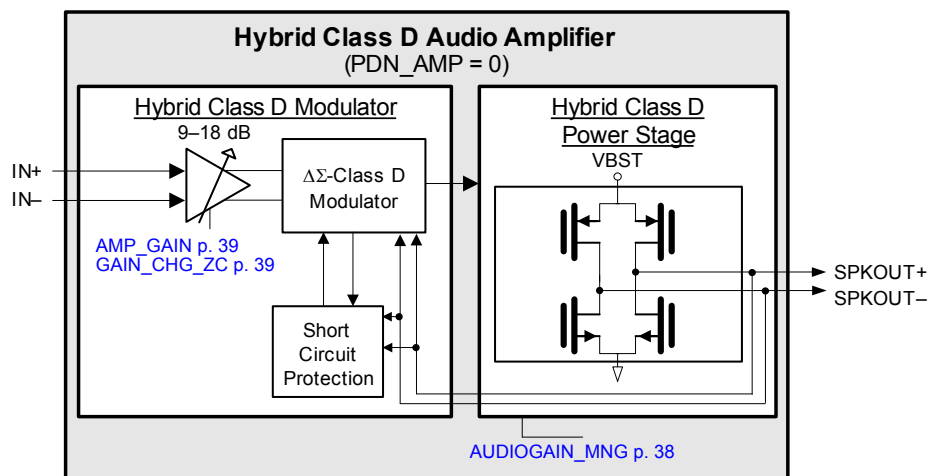 Hybrid Class D Audio Amplifier
(PDN_AMP = 0)
Hybrid Class D Modulator
9–18 dB
IN+
IN–
ΔΣ-Class D
Modulator
AMP_GAIN p. 39
GAIN_CHG_ZC p. 39
Short
Circuit
Protection
Hybrid Class D
Power Stage
VBST
SPKOUT+
SPKOUT–
AUDIOGAIN_MNG p. 38